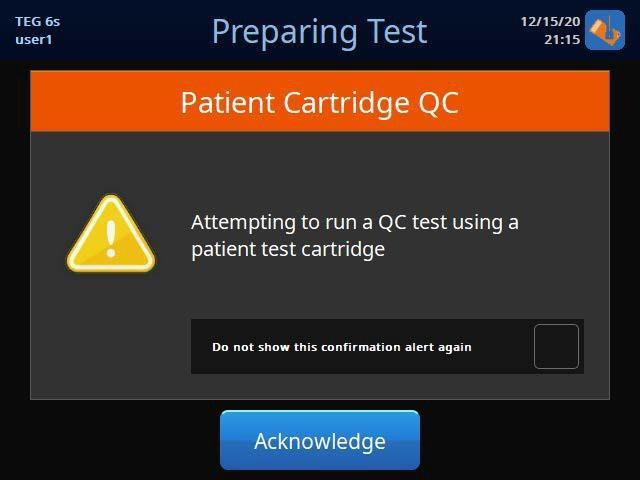 TEG 6s
user1
Preparing Test
12/15/20
21:15
Patient Cartridge QC
Attempting to run a QC test using a
patient test cartridge
Do not show this confirmation alert again
Acknowledge